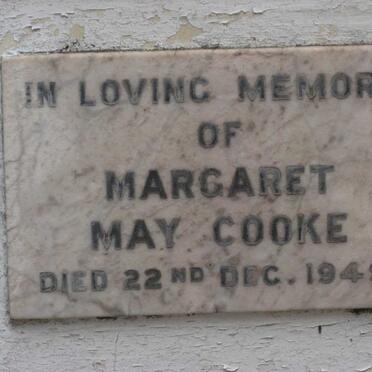 IN LOVING MEMOR
OF
MARGARET
MAY COOKE
DIED 22ND DEC. 194